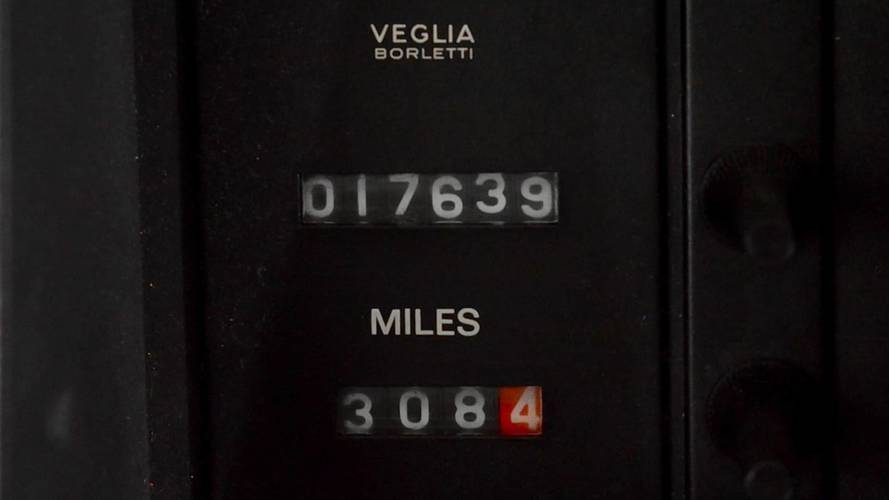 VEGLIA
BORLETTI
017639
MILES
3084